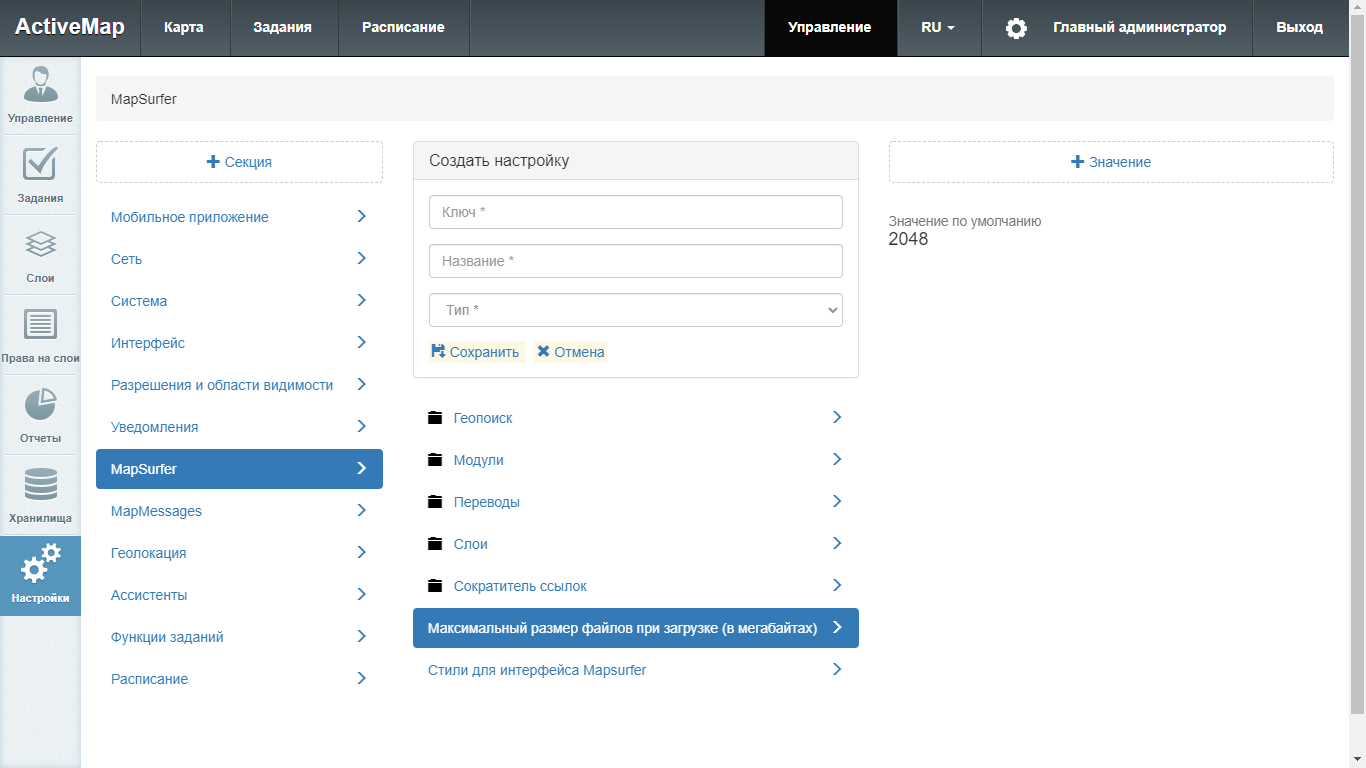 ActiveMap
Карта
Задания
Расписание
Управление
RU
Главный администратор
Выход
Управление
Задания
Слои
Права на слои
Отчеты
Хранилища
Настройки
MapSurfer
Секция
Мобильное приложение
Сеть
Система
Интерфейс
Разрешения и области видимости
Уведомления
MapSurfer
MapMessages
Геолокация
Ассистенты
Функции заданий
Расписание
Создать настройку
Ключ *
Название *
Тип *
Сохранить
Отмена
Геопоиск
Модули
Переводы
Слои
Сократитель ссылок
Максимальный размер файлов при загрузке (в мегабайтах)
Стили для интерфейса Mapsurfer
Значение
Значение по умолчанию
2048